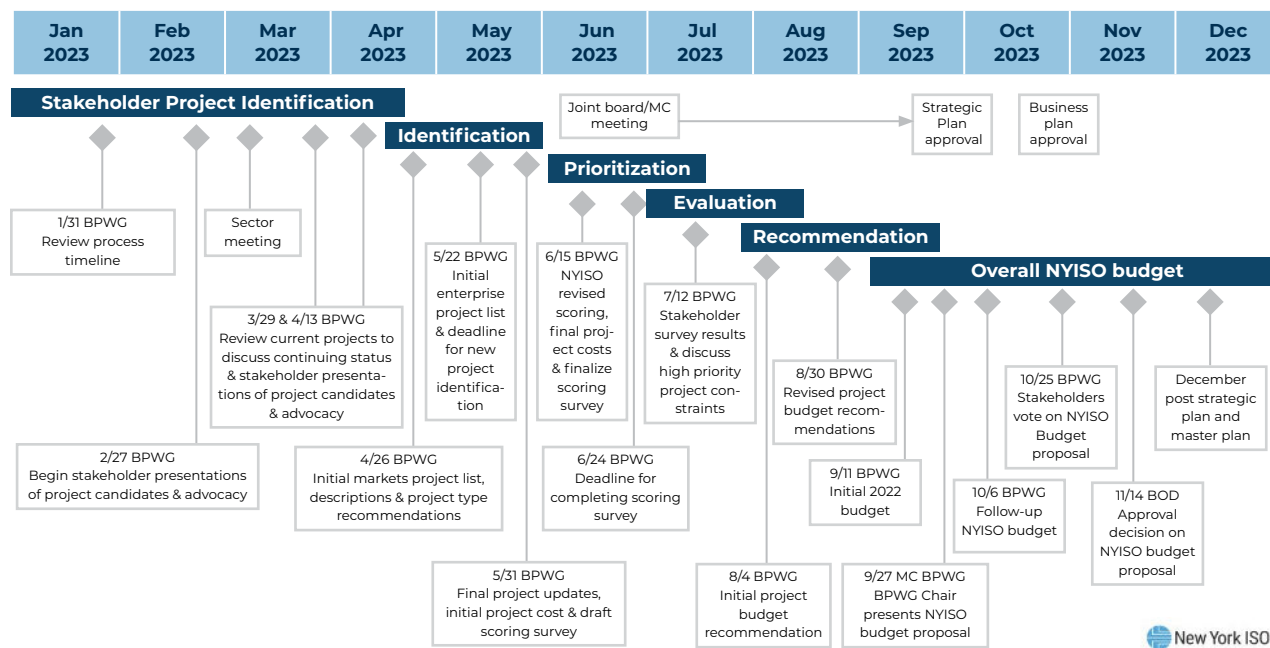 Jan
2023
Feb
2023
Mar
2023
Apr
2023
May
2023
Jun
2023
Jul
2023
Aug
2023
Sep
2023
Oct
2023
Nov
2023
Dec
2023
Stakeholder Project Identification
Identification
Prioritization
Evaluation
Recommendation
Overall NYISO budget
Joint board/MC
meeting
Strategic
Plan
approval
Business
plan
approval
1/31 BPWG
Review process
timeline
Sector
meeting
3/29 & 4/13 BPWG
Review current projects to
discuss continuing status
& stakeholder presenta-
tions of project candidates
& advocacy
2/27 BPWG
Begin stakeholder presentations
of project candidates & advocacy
4/26 BPWG
Initial markets project list,
descriptions & project type
recommendations
5/22 BPWG
Initial
enterprise
project list
& deadline
for new
project
identifica-
tion
5/31 BPWG
Final project updates,
initial project cost & draft
scoring survey
6/15 BPWG
NYISO
revised
scoring,
final proj-
ect costs
& finalize
scoring
survey
6/24 BPWG
Deadline for
completing scoring
survey
7/12 BPWG
Stakeholder
survey results
& discuss
high priority
project con-
straints
8/4 BPWG
Initial project
budget
recommendation
8/30 BPWG
Revised project
budget recom-
mendations
9/11 BPWG
Initial 2022
budget
9/27 MC BPWG
BPWG Chair
presents NYISO
budget proposal
10/6 BPWG
Follow-up
NYISO budget
10/25 BPWG
Stakeholders
vote on NYISO
Budget
proposal
11/14 BOD
Approval
decision on
NYISO budget
proposal
December
post strategic
plan and
master plan
New York ISO